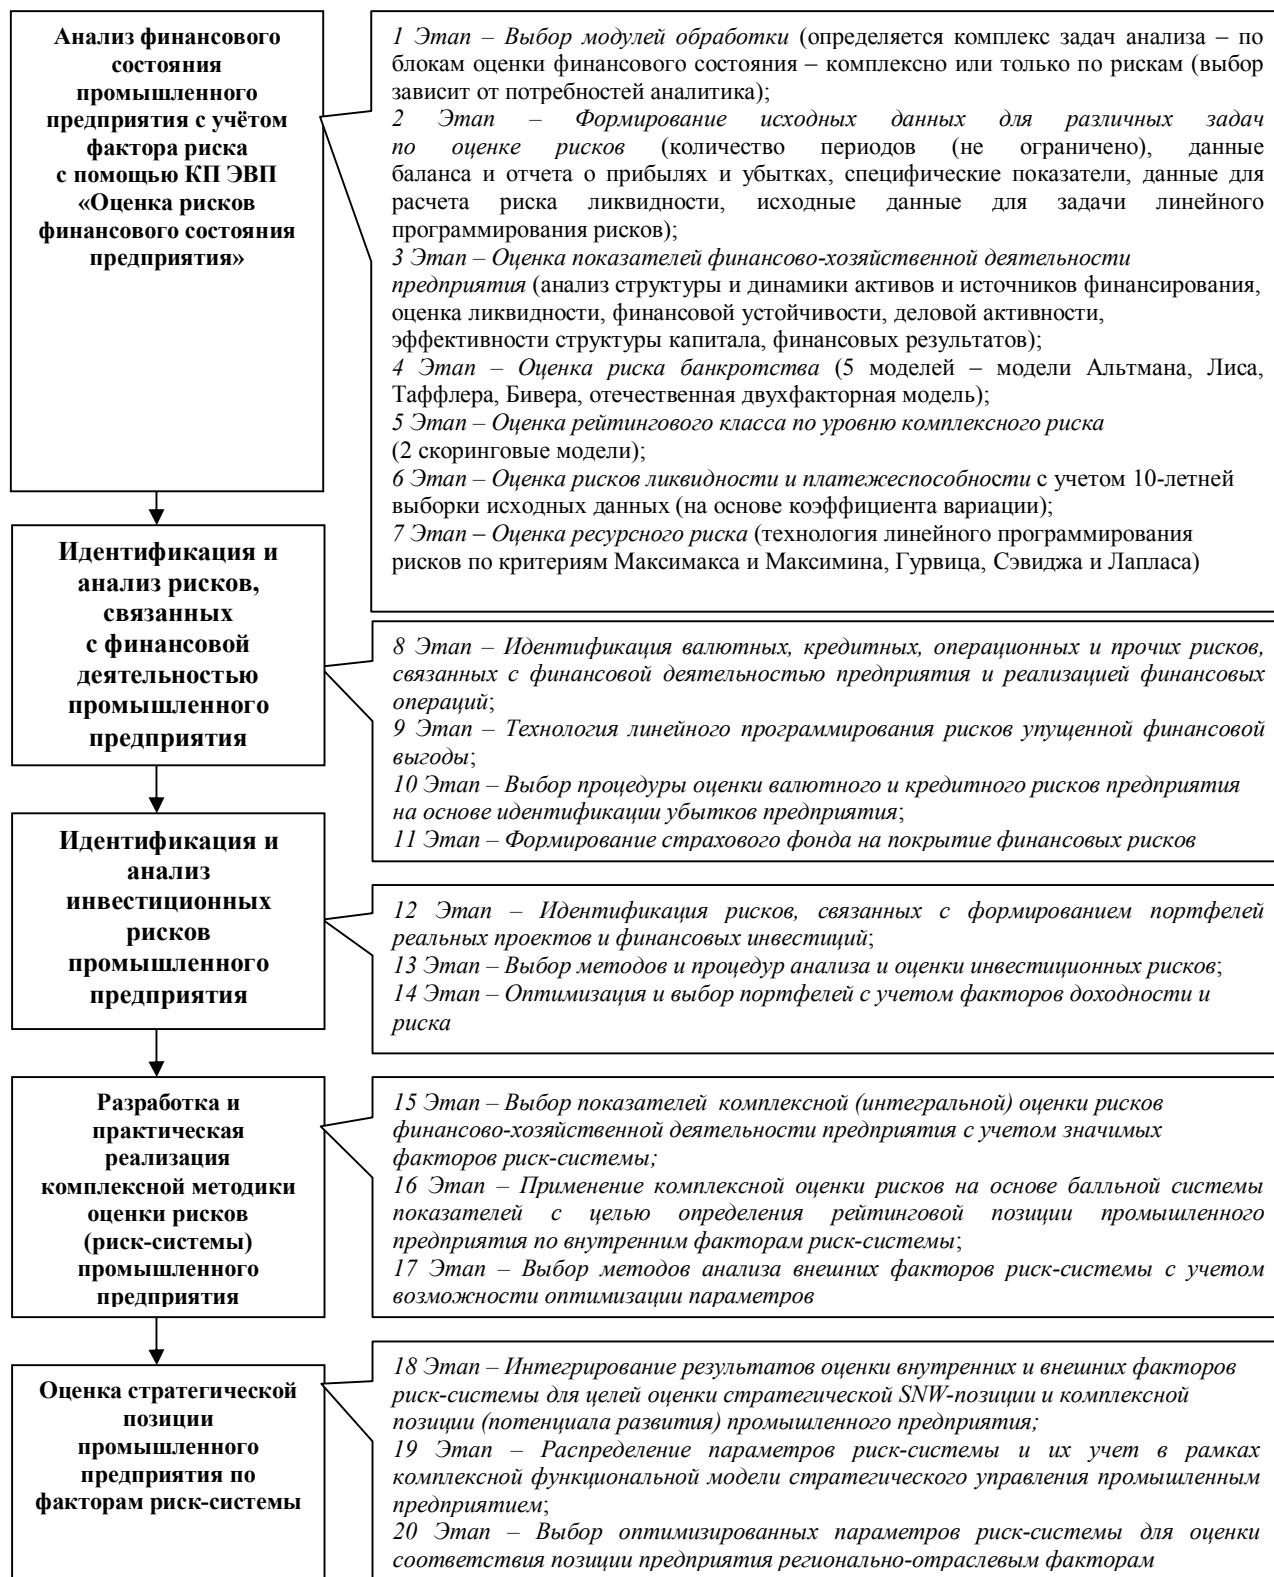 Анализ финансового
состояния
промышленного
предприятия с учётом
фактора риска
с помощью КП ЭВП
«Оценка рисков
финансового состояния
предприятия»
1 Этап – Выбор модулей обработки (определяется комплекс задач анализа – по
блокам оценки финансового состояния – комплексно или только по рискам (выбор
зависит от потребностей аналитика);
2 Этап – Формирование исходных данных для различных задач
по оценке рисков (количество периодов (не ограничено), данные
баланса и отчета о прибылях и убытках, специфические показатели, данные для
расчета риска ликвидности, исходные данные для задачи линейного
программирования рисков);
3 Этап – Оценка показателей финансово-хозяйственной деятельности
предприятия (анализ структуры и динамики активов и источников финансирования,
оценка ликвидности, финансовой устойчивости, деловой активности,
эффективности структуры капитала, финансовых результатов);
4 Этап – Оценка риска банкротства (5 моделей – модели Альтмана, Лиса,
Таффлера, Бивера, отечественная двухфакторная модель);
5 Этап – Оценка рейтингового класса по уровню комплексного риска
(2 скоринговые модели);
6 Этап – Оценка рисков ликвидности и платежеспособности с учетом 10-летней
выборки исходных данных (на основе коэффициента вариации);
7 Этап – Оценка ресурсного риска (технология линейного программирования
рисков по критериям Максимакса и Максимина, Гурвица, Сэвиджа и Лапласа)
Идентификация и
анализ рисков,
связанных
с финансовой
деятельностью
промышленного
предприятия
8 Этап – Идентификация валютных, кредитных, операционных и прочих рисков,
связанных с финансовой деятельностью предприятия и реализацией финансовых
операций;
9 Этап – Технология линейного программирования рисков упущенной финансовой
выгоды;
10 Этап – Выбор процедуры оценки валютного и кредитного рисков предприятия
на основе идентификации убытков предприятия;
11 Этап – Формирование страхового фонда на покрытие финансовых рисков
Идентификация и
анализ
инвестиционных
рисков
промышленного
предприятия
12 Этап – Идентификация рисков, связанных с формированием портфелей
реальных проектов и финансовых инвестиций;
13 Этап – Выбор методов и процедур анализа и оценки инвестиционных рисков;
14 Этап – Оптимизация и выбор портфелей с учетом факторов доходности и
риска
Разработка и
практическая
реализация
комплексной методики
оценки рисков
(риск-системы)
промышленного
предприятия
15 Этап – Выбор показателей комплексной (интегральной) оценки рисков
финансово-хозяйственной деятельности предприятия с учетом значимых
факторов риск-системы;
16 Этап – Применение комплексной оценки рисков на основе балльной системы
показателей с целью определения рейтинговой позиции промышленного
предприятия по внутренним факторам риск-системы;
17 Этап – Выбор методов анализа внешних факторов риск-системы с учетом
возможности оптимизации параметров
Оценка стратегической
позиции
промышленного
предприятия по
факторам риск-системы
18 Этап – Интегрирование результатов оценки внутренних и внешних факторов
риск-системы для целей оценки стратегической SNW-позиции и комплексной
позиции (потенциала развития) промышленного предприятия;
19 Этап – Распределение параметров риск-системы и их учет в рамках
комплексной функциональной модели стратегического управления промышленным
предприятием;
20 Этап – Выбор оптимизированных параметров риск-системы для оценки
соответствия позиции предприятия регионально-отраслевым факторам